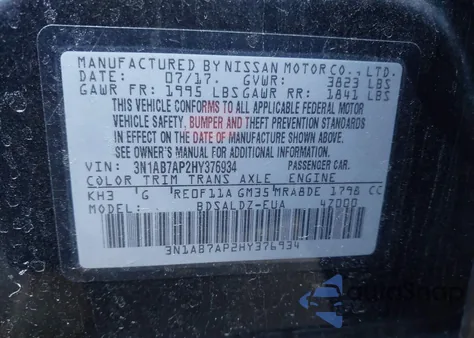 MANUFACTURED BY NISSAN MOTOR CO., LTD.
DATE: 07/17. GVWR: 3823 LBS
GAWR FR: 1995 LBS GAWR RR: 1841 LBS
THIS VEHICLE CONFORMS TO ALL APPLICABLE FEDERAL MOTOR
VEHICLE SAFETY, BUMPER AND THEFT PREVENTION STANDARDS
IN EFFECT ON THE DATE OF MANUFACTURE SHOWN ABOVE.
SEE OWNER'S MANUAL FOR ADDITIONAL INFORMATION.
VIN: 3N1AB7AP2HY376934 PASSENGER CAR.
COLOR TRIM TRANS AXLE ENGINE
KH3 G RE0F11A GM35 MRA8DE 1798 CC
MODEL: BDSALDZ-EUA 47000
3N1AB7AP2HY376934
AutoSnap